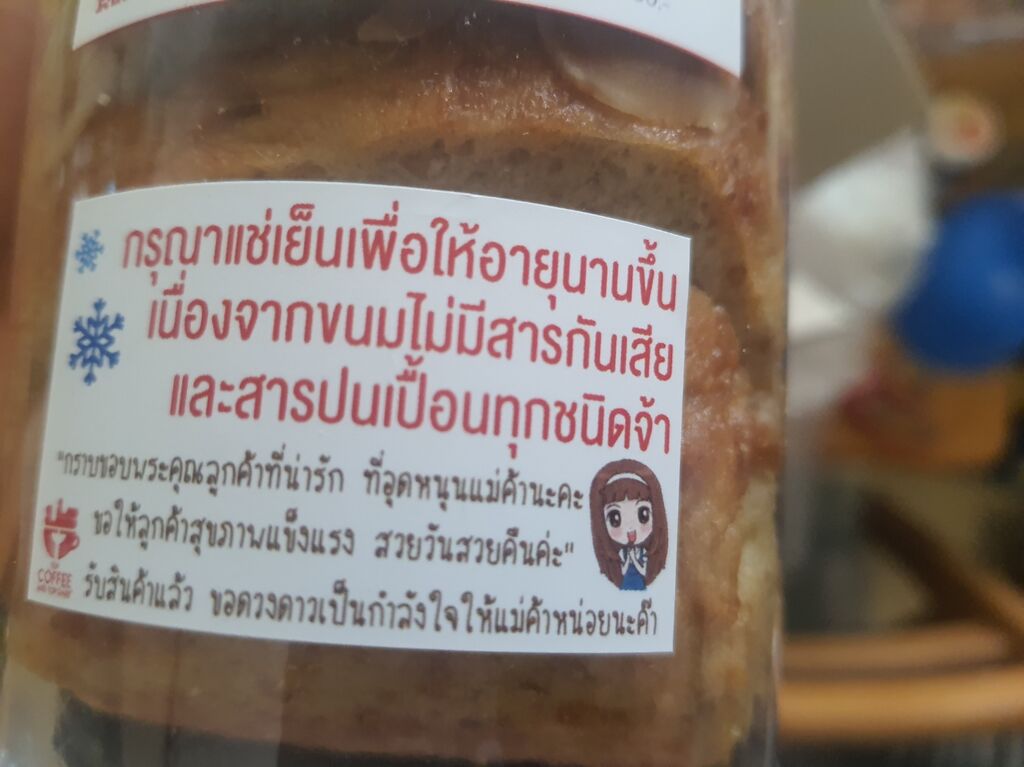 กรุณาแช่เย็นเพื่อให้อายุนานขึ้น
เนื่องจากขนมไม่มีสารกันเสีย
และสารปนเปื้อนทุกชนิดจ้า
"กราบขอบพระคุณลูกค้าที่น่ารัก ที่อุดหนุนแม่ค้านะคะ
ขอให้ลูกค้าสุขภาพแข็งแรง สวยวันสวยคืนค่ะ"
รับสินค้าแล้ว ขอดวงดาวเป็นกำลังใจให้แม่ค้าหน่อยนะค๊า
COFFEE